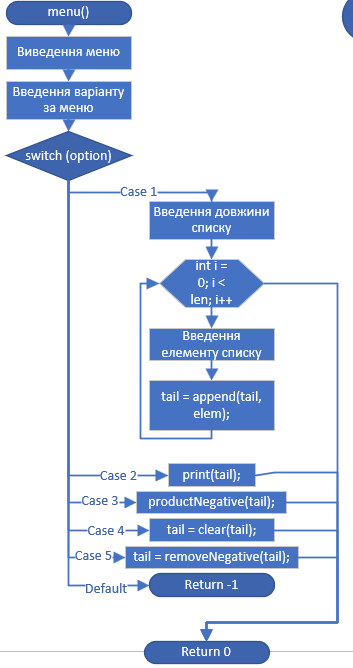 menu()
Виведення меню
Введення варіанту
за меню
switch (option)
Case 1
Введення довжини
списку
int i =
0; i <
len; i++
Введення
елементу списку
tail = append(tail,
elem);
Case 2
print(tail);
Case 3
productNegative(tail);
Case 4
tail = clear(tail);
Case 5
tail = removeNegative(tail);
Default
Return -1
Return 0